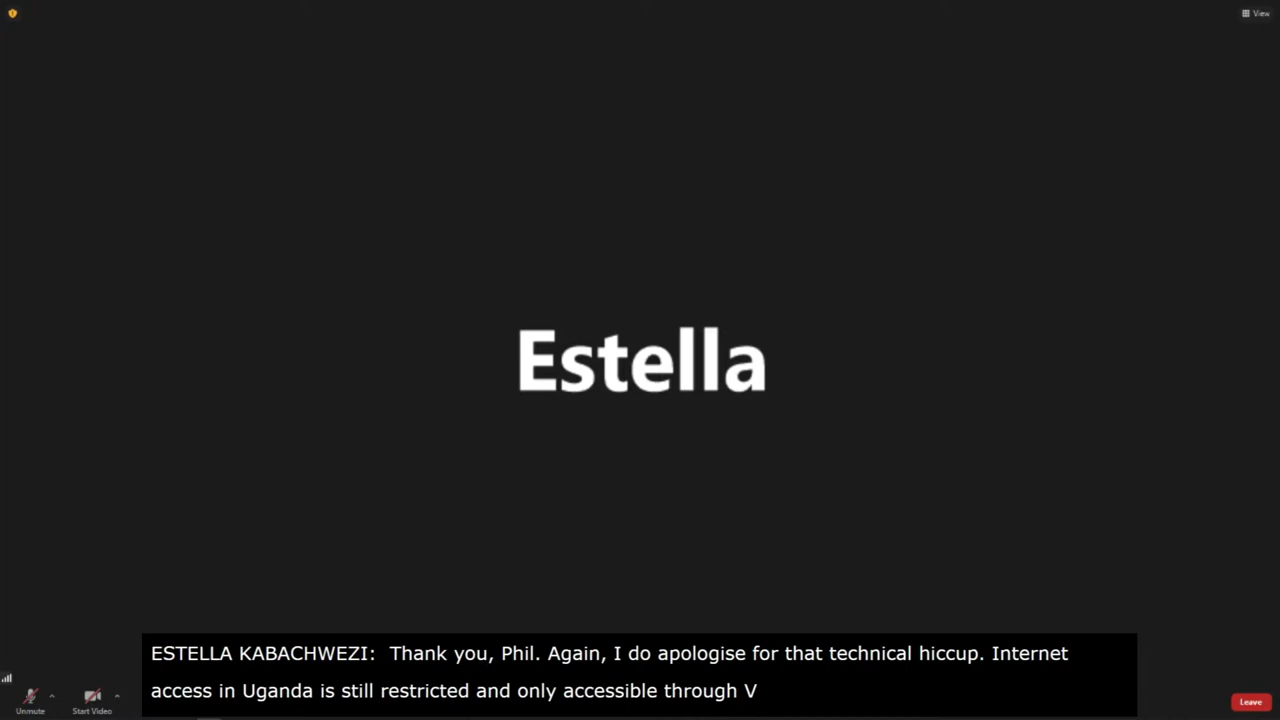 View
Estella
ESTELLA KABACHWEZI:  Thank you, Phil. Again, I do apologise for that technical hiccup. Internet
access in Uganda is still restricted and only accessible through V
Unmute
Start Video
Leave